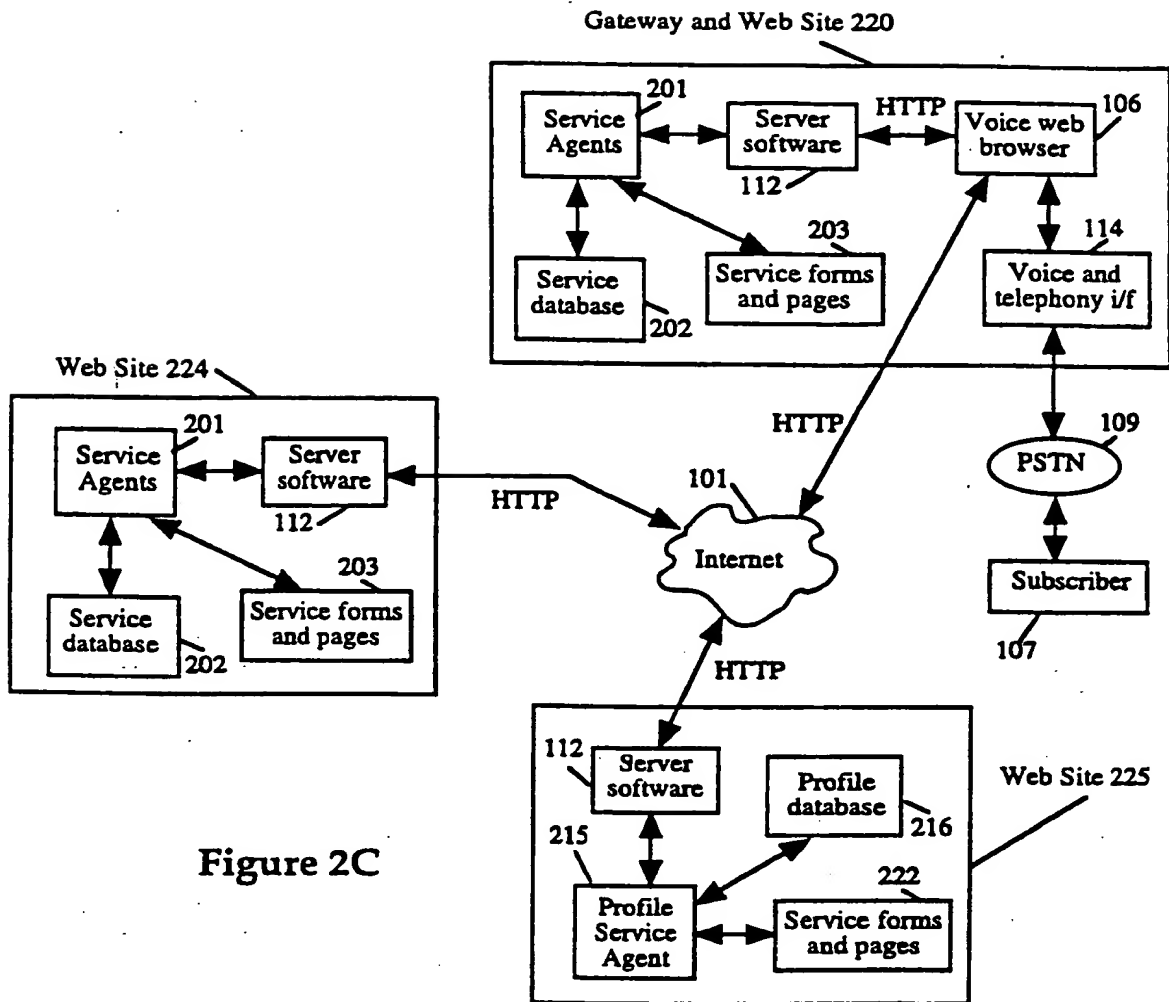 Gateway and Web Site 220
201
Service
Agents
Server
software
112
HTTP
Voice web
browser
106
Service
database
202
203
Service forms
and pages
114
Voice and
telephony i/f
Web Site 224
201
Service
Agents
Server
software
112
HTTP
Service
database
202
203
Service forms
and pages
HTTP
101
Internet
109
PSTN
Subscriber
107
HTTP
112
Server
software
Profile
database
216
Web Site 225
215
Profile
Service
Agent
222
Service forms
and pages
Figure 2C